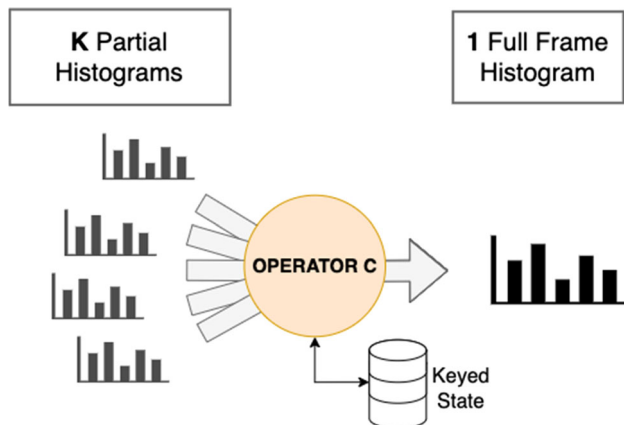 K Partial
Histograms
1 Full Frame
Histogram
OPERATOR C
Keyed
State